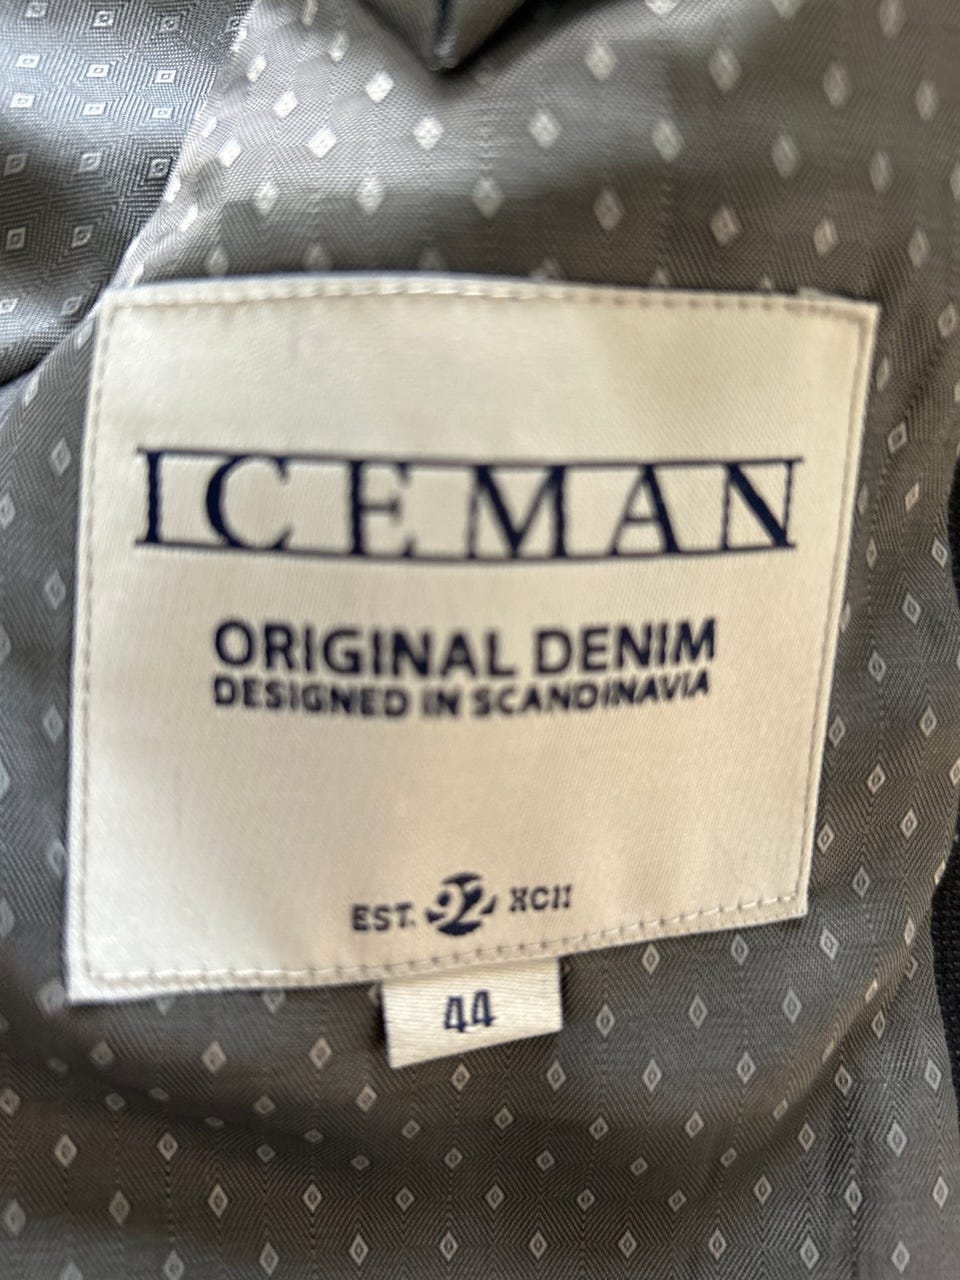 ICEMAN
ORIGINAL DENIM
DESIGNED IN SCANDINAVIA
EST. 92 XCII
44